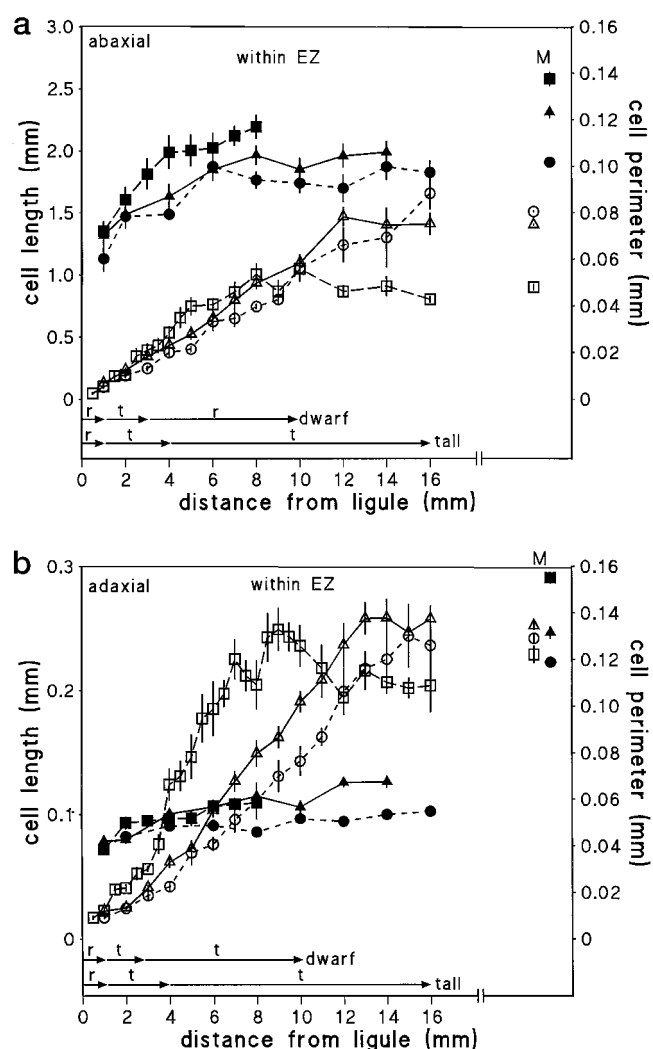 a
abaxial
within EZ
M
3.0
2.5
2.0
1.5
1.0
0.5
0
cell length (mm)
0.16
0.14
0.12
0.10
0.08
0.06
0.04
0.02
0
cell perimeter (mm)
r t r dwarf
r t t tall
0 2 4 6 8 10 12 14 16
distance from ligule (mm)
b
adaxial
within EZ
M
0.3
0.2
0.1
0
cell length (mm)
0.16
0.14
0.12
0.10
0.08
0.06
0.04
0.02
0
cell perimeter (mm)
r t t dwarf
r t t tall
0 2 4 6 8 10 12 14 16
distance from ligule (mm)